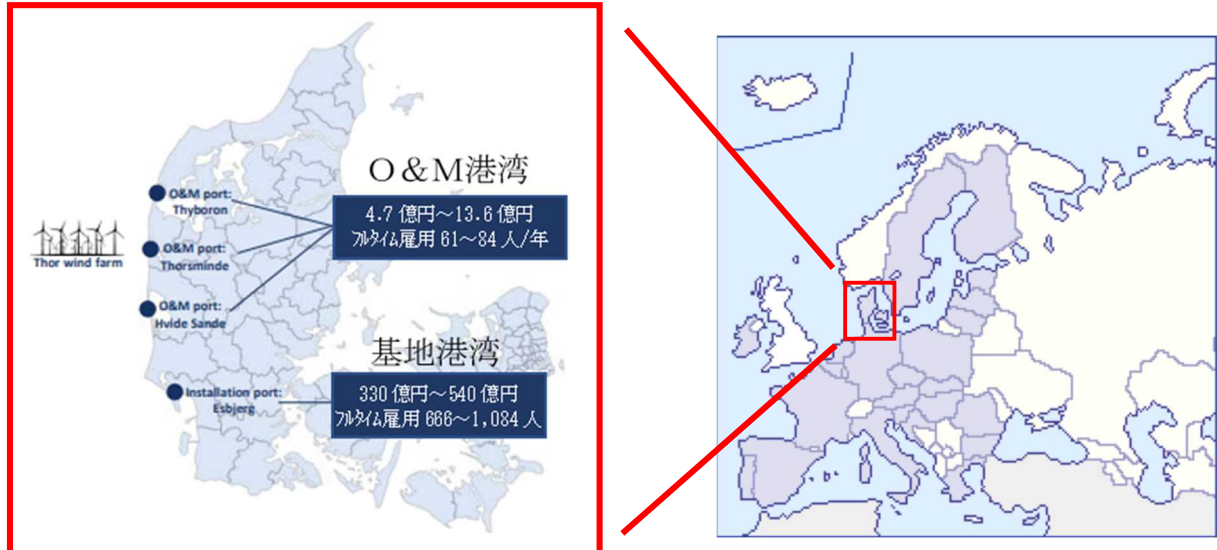 O&M港湾
O&M port:
Thyboron
4.7 億円～13.6 億円
ﾌﾙﾀｲﾑ雇用 61～84 人/年
Thor wind farm
O&M port:
Thorsminde
O&M port:
Hvide Sande
基地港湾
Installation port:
Esbjerg
330 億円～540 億円
ﾌﾙﾀｲﾑ雇用 666～1,084 人